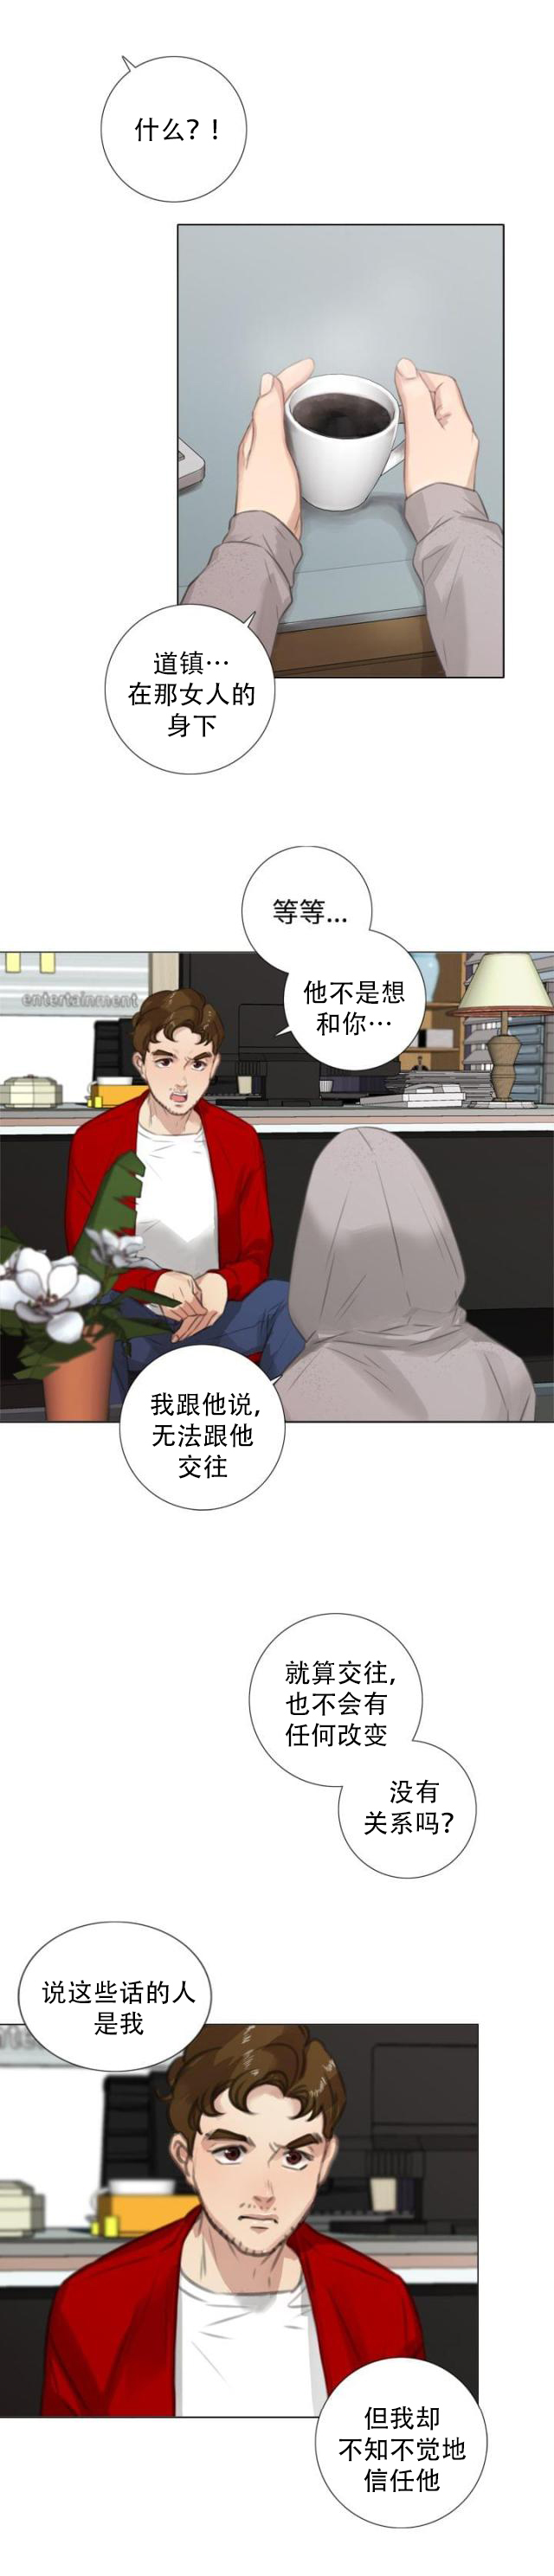 什么？！
道镇…
在那女人的
身下
等等...
他不是想
和你…
entertainment
我跟他说,
无法跟他
交往
就算交往,
也不会有
任何改变
没有
关系吗？
说这些话的人
是我
但我却
不知不觉地
信任他